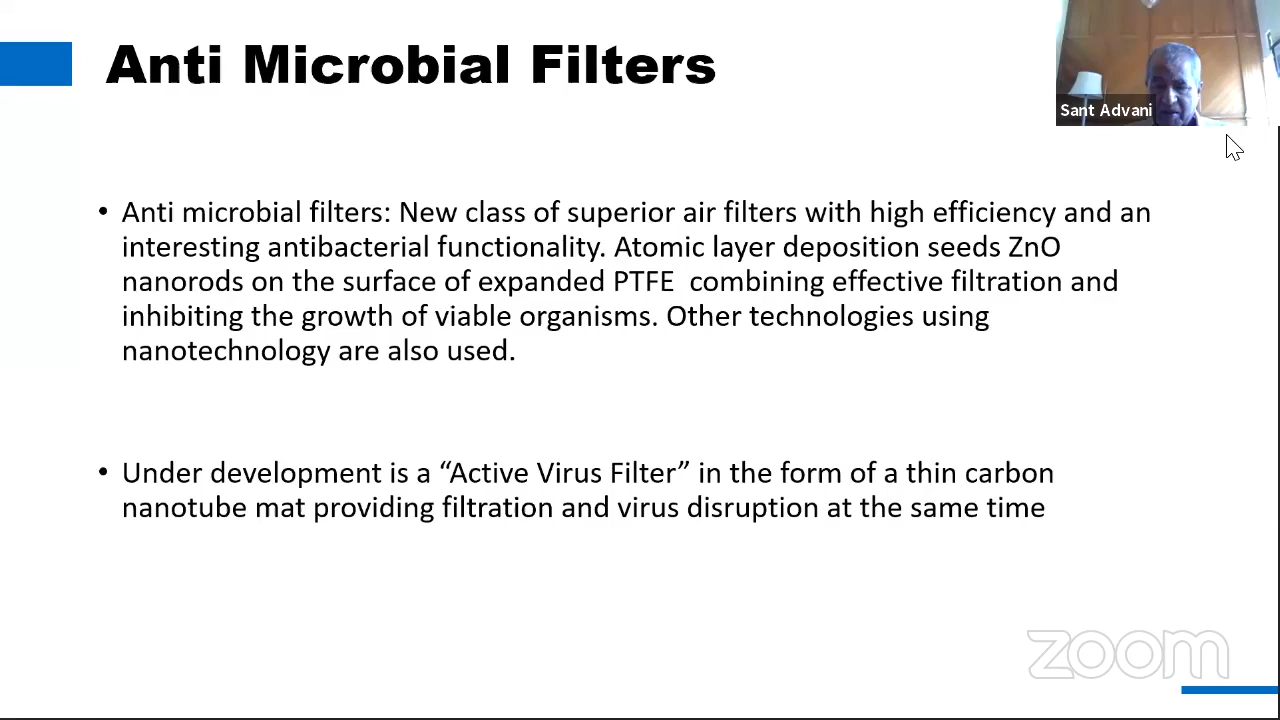 Anti Microbial Filters
Sant Advani
• Anti microbial filters: New class of superior air filters with high efficiency and an
interesting antibacterial functionality. Atomic layer deposition seeds ZnO
nanorods on the surface of expanded PTFE  combining effective filtration and
inhibiting the growth of viable organisms. Other technologies using
nanotechnology are also used.
• Under development is a “Active Virus Filter” in the form of a thin carbon
nanotube mat providing filtration and virus disruption at the same time
zoom